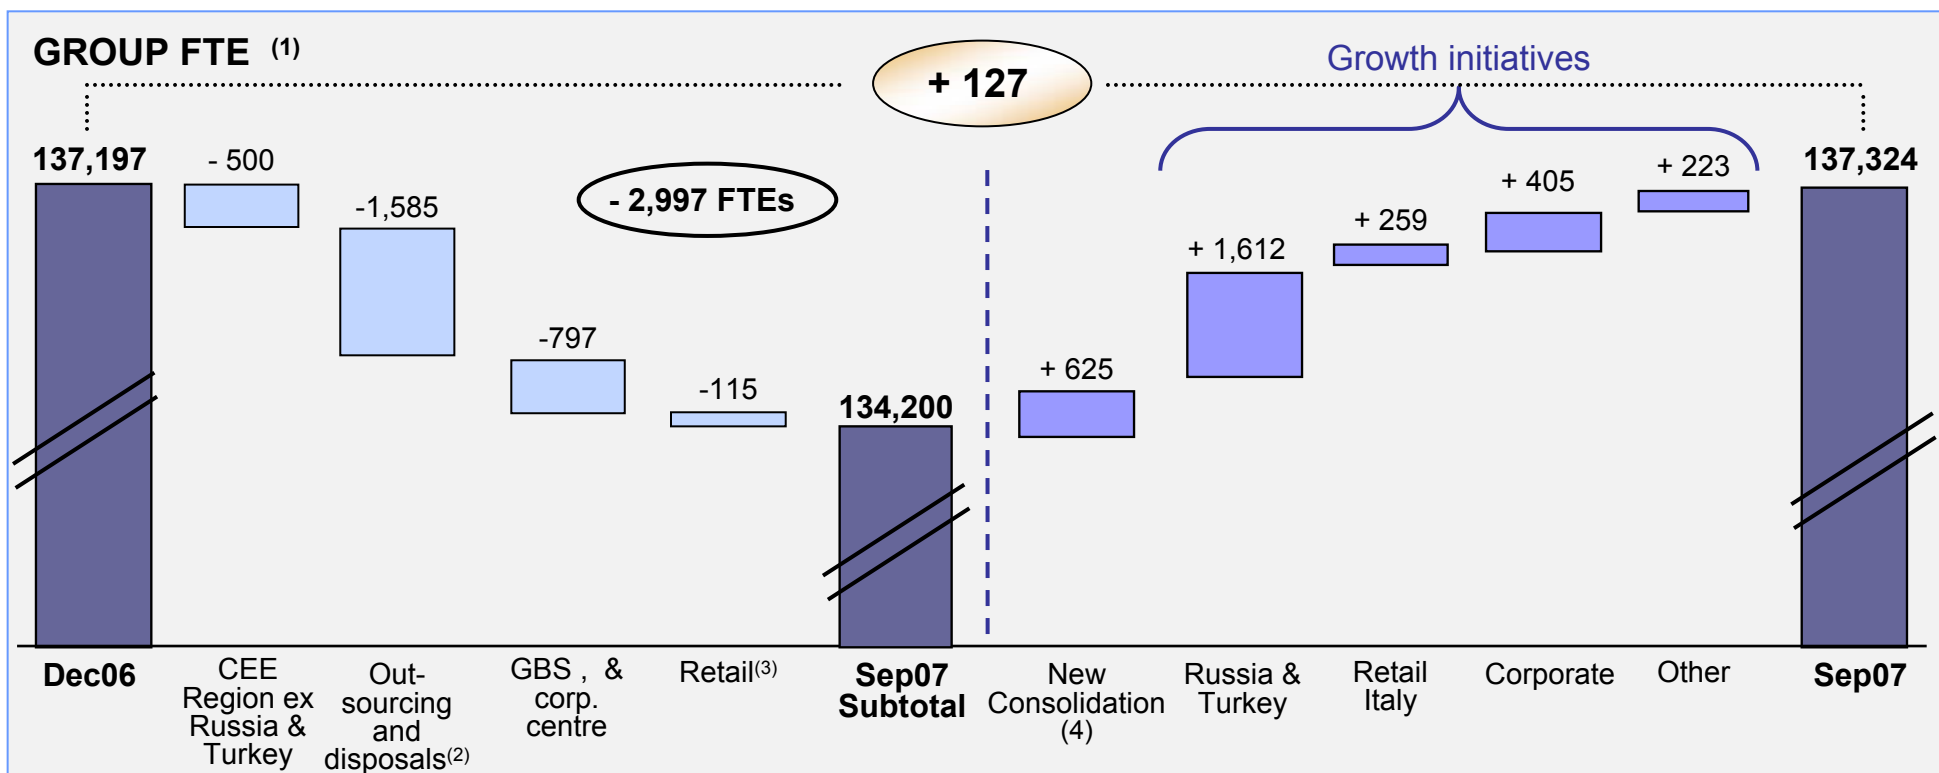 GROUP FTE (1)
+ 127
Growth initiatives
137,197
- 500
-1,585
- 2,997 FTEs
-797
-115
134,200
+ 625
+ 1,612
+ 259
+ 405
+ 223
137,324
Dec06
CEE
Region ex
Russia &
Turkey
Out-
sourcing
and
disposals(2)
GBS , &
corp.
centre
Retail(3)
Sep07
Subtotal
New
Consolidation
(4)
Russia &
Turkey
Retail
Italy
Corporate
Other
Sep07